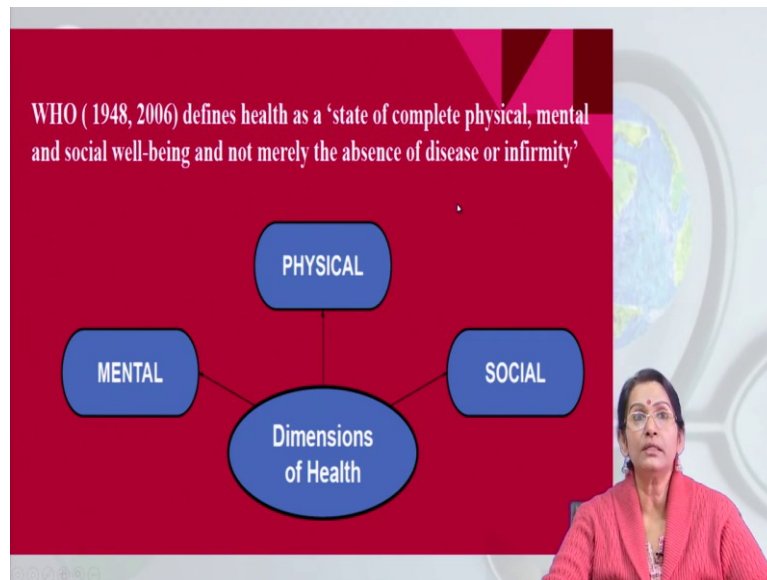 WHO ( 1948, 2006) defines health as a ‘state of complete physical, mental
and social well-being and not merely the absence of disease or infirmity’
PHYSICAL
MENTAL
SOCIAL
Dimensions
of Health